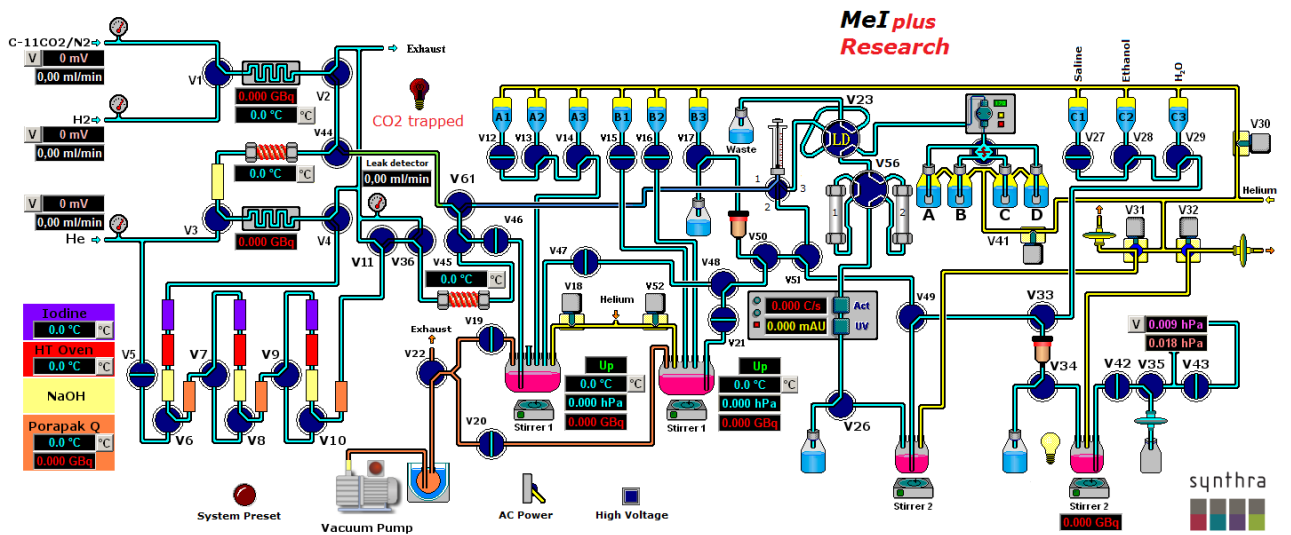 MeI plus
Research
C-11CO2/N2
V 0 mV
0,00 ml/min
V1
0.000 GBq
0.0 °C °C
V2
Exhaust
CO2 trapped
H2
V 0 mV
0,00 ml/min
V44
0.0 °C °C
Leak detector
0,00 ml/min
V 0 mV
0,00 ml/min
He
V3
0.000 GBq
V4
V11
V36
V61
V46
V45
0.0 °C °C
A1
A2
A3
B1
B2
B3
V12
V13
V14
V15
V16
V17
Waste
V23
LD
1
3
2
V56
1
2
A
B
C
D
V41
Saline
Ethanol
H2O
C1
C2
C3
V27
V28
V29
V30
Helium
V31
V32
V47
V48
V50
V51
V18
Helium
V52
V21
0.000 C/s
0.000 mAU
Act
UV
V49
V33
V34
V 0.009 hPa
0.018 hPa
V42
V35
V43
Iodine
0.0 °C °C
HT Oven
0.0 °C °C
NaOH
Porapak Q
0.0 °C °C
0.000 GBq
V5
V6
V7
V8
V9
V10
Exhaust
V22
V19
V20
Up
0.0 °C °C
0.000 hPa
0.000 GBq
Stirrer 1
Up
0.0 °C °C
0.000 hPa
0.000 GBq
Stirrer 1
V26
Stirrer 2
Stirrer 2
0.000 GBq
System Preset
Vacuum Pump
AC Power
High Voltage
synthra